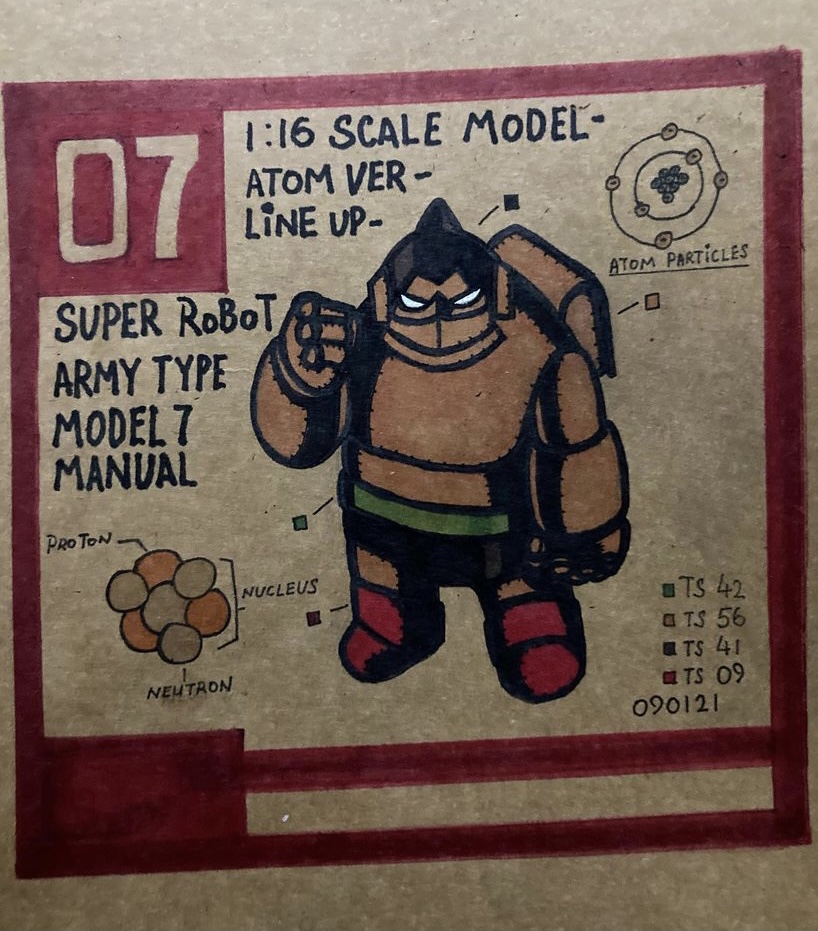 07
1:16 SCALE MODEL-
ATOM VER-
LINE UP-
ATOM PARTICLES
SUPER ROBOT
ARMY TYPE
MODEL 7
MANUAL
PROTON
NUCLEUS
NEUTRON
TS 42
TS 56
TS 41
TS 09
090121